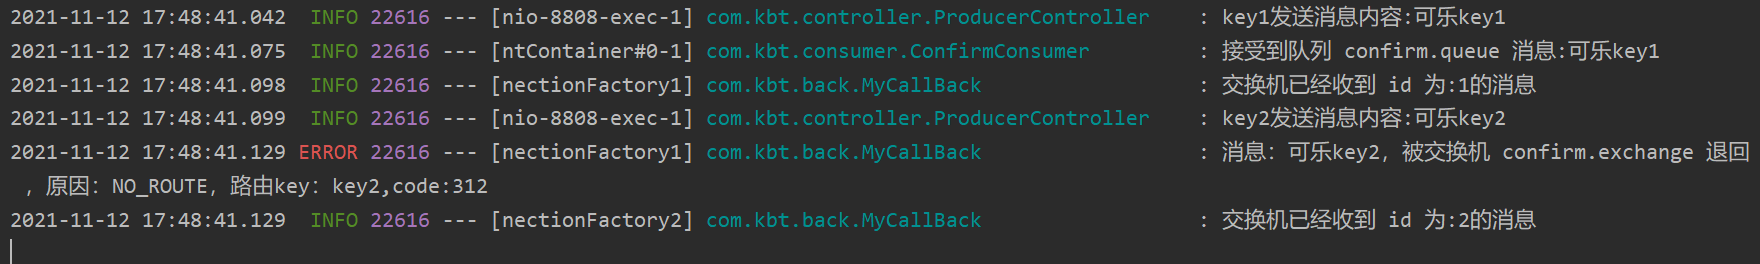 2021-11-12 17:48:41.042  INFO 22616 --- [nio-8808-exec-1] com.kbt.controller.ProducerController    : key1发送消息内容:可乐key1
2021-11-12 17:48:41.075  INFO 22616 --- [ntContainer#0-1] com.kbt.consumer.ConfirmConsumer         : 接受到队列 confirm.queue 消息:可乐key1
2021-11-12 17:48:41.098  INFO 22616 --- [nectionFactory1] com.kbt.back.MyCallBack                  : 交换机已经收到 id 为:1的消息
2021-11-12 17:48:41.099  INFO 22616 --- [nio-8808-exec-1] com.kbt.controller.ProducerController    : key2发送消息内容:可乐key2
2021-11-12 17:48:41.129 ERROR 22616 --- [nectionFactory1] com.kbt.back.MyCallBack                  : 消息：可乐key2，被交换机 confirm.exchange 退回
，原因：NO_ROUTE，路由key：key2,code:312
2021-11-12 17:48:41.129  INFO 22616 --- [nectionFactory2] com.kbt.back.MyCallBack                  : 交换机已经收到 id 为:2的消息